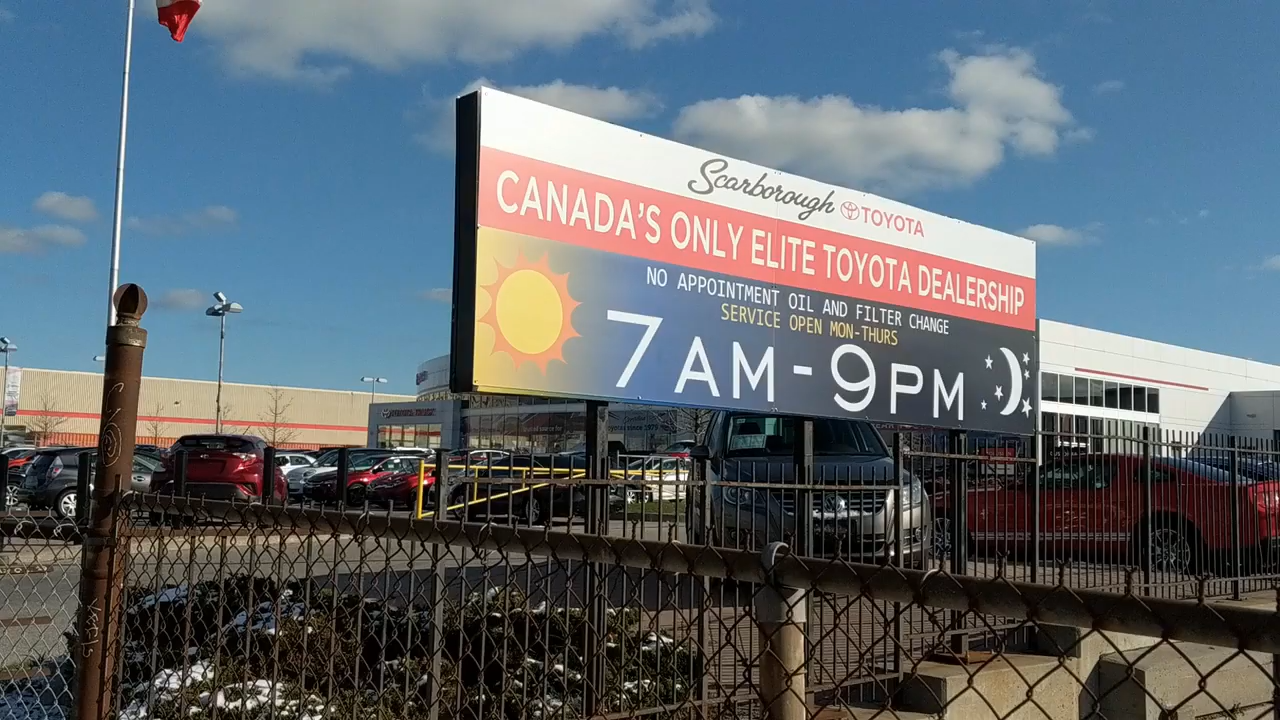 Scarborough TOYOTA
CANADA'S ONLY ELITE TOYOTA DEALERSHIP
NO APPOINTMENT OIL AND FILTER CHANGE
SERVICE OPEN MON-THURS
7AM-9PM